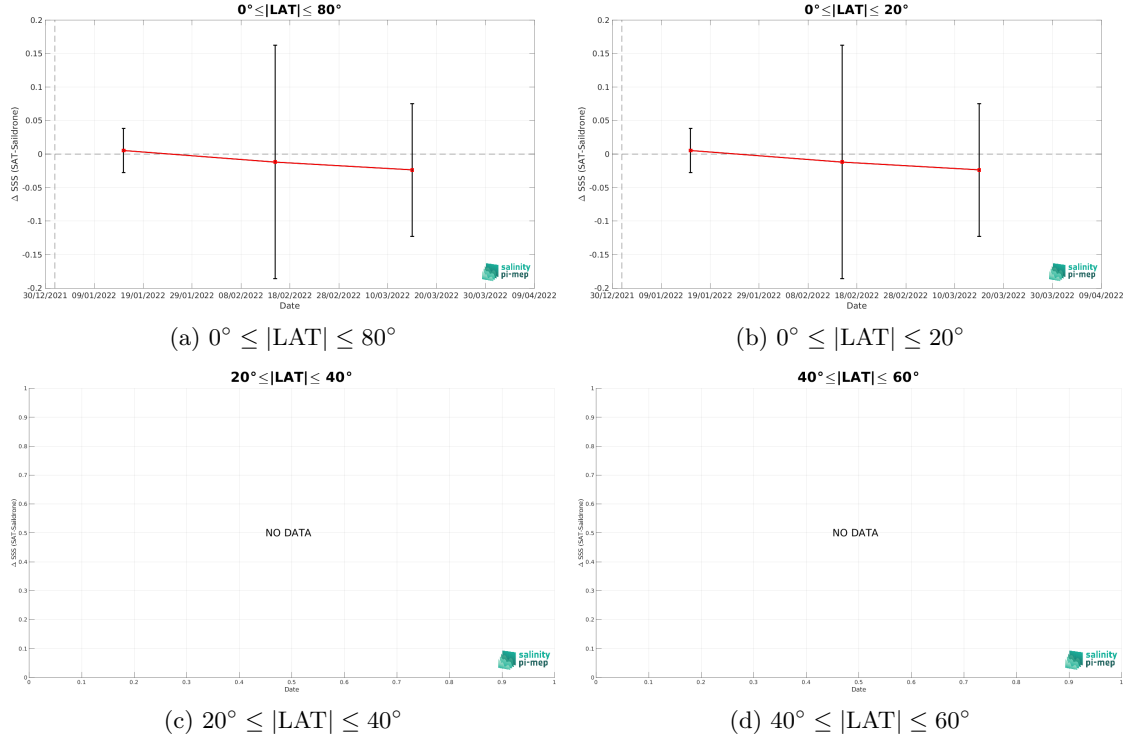 0°≤|LAT|≤ 80°
0.2
0.15
0.1
0.05
0
-0.05
-0.1
-0.15
-0.2
Δ SSS (SAT-Saildrone)
30/12/2021 09/01/2022 19/01/2022 29/01/2022 08/02/2022 18/02/2022 28/02/2022 10/03/2022 20/03/2022 30/03/2022 09/04/2022
Date
salinity
pi-mep
(a) 0° ≤ |LAT| ≤ 80°
0°≤|LAT|≤ 20°
0.2
0.15
0.1
0.05
0
-0.05
-0.1
-0.15
-0.2
Δ SSS (SAT-Saildrone)
30/12/2021 09/01/2022 19/01/2022 29/01/2022 08/02/2022 18/02/2022 28/02/2022 10/03/2022 20/03/2022 30/03/2022 09/04/2022
Date
salinity
pi-mep
(b) 0° ≤ |LAT| ≤ 20°
20°≤|LAT|≤ 40°
1
0.9
0.8
0.7
0.6
0.5
0.4
0.3
0.2
0.1
0
Δ SSS (SAT-Saildrone)
NO DATA
0 0.1 0.2 0.3 0.4 0.5 0.6 0.7 0.8 0.9 1
Date
salinity
pi-mep
(c) 20° ≤ |LAT| ≤ 40°
40°≤|LAT|≤ 60°
1
0.9
0.8
0.7
0.6
0.5
0.4
0.3
0.2
0.1
0
Δ SSS (SAT-Saildrone)
NO DATA
0 0.1 0.2 0.3 0.4 0.5 0.6 0.7 0.8 0.9 1
Date
salinity
pi-mep
(d) 40° ≤ |LAT| ≤ 60°